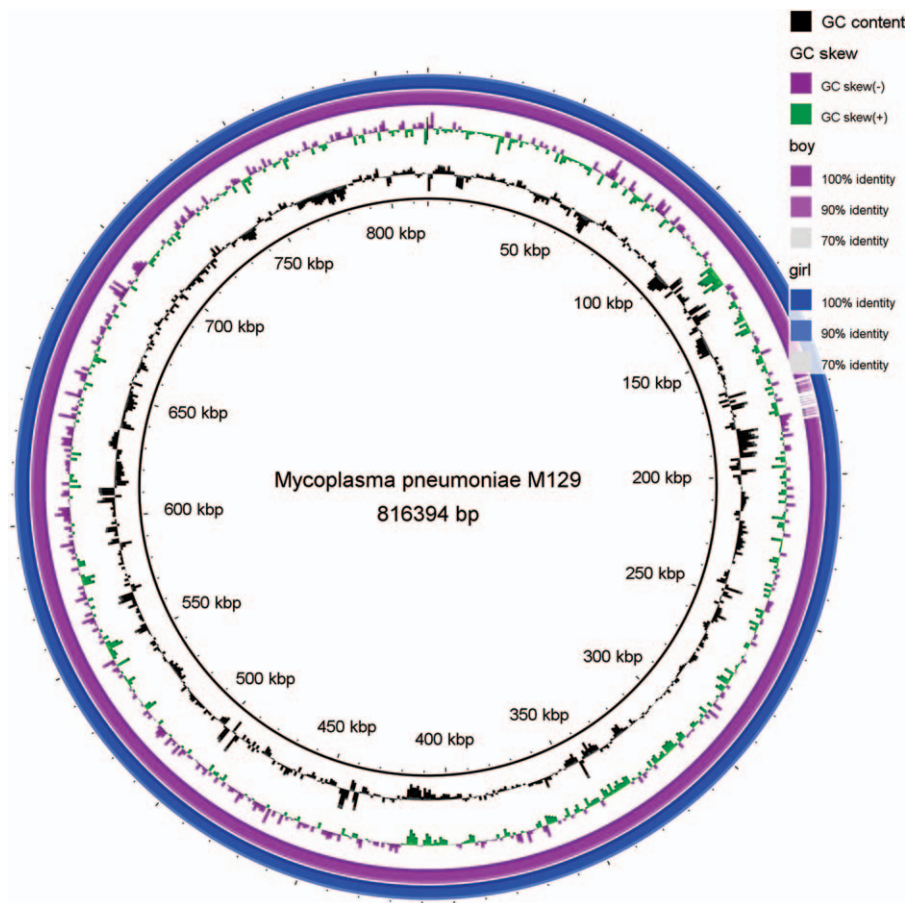 GC content
GC skew
GC skew(-)
GC skew(+)
boy
100% identity
90% identity
70% identity
girl
100% identity
90% identity
70% identity
800 kbp
50 kbp
750 kbp
100 kbp
700 kbp
150 kbp
650 kbp
Mycoplasma pneumoniae M129
816394 bp
200 kbp
600 kbp
250 kbp
550 kbp
300 kbp
500 kbp
350 kbp
450 kbp
400 kbp